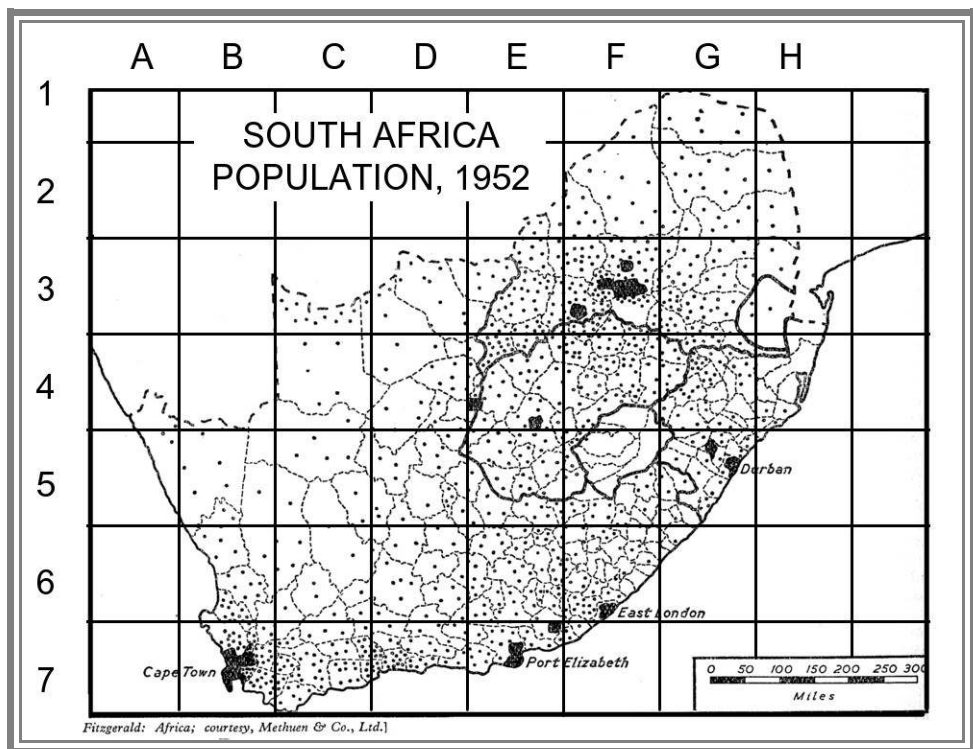 A B C D E F G H
1
SOUTH AFRICA
POPULATION, 1952
2
3
4
5
Durban
6
East London
Cape Town
Port Elizabeth
7
0 50 100 150 200 250 300
Miles
Fitzgerald: Africa; courtesy, Methuen & Co., Ltd.]